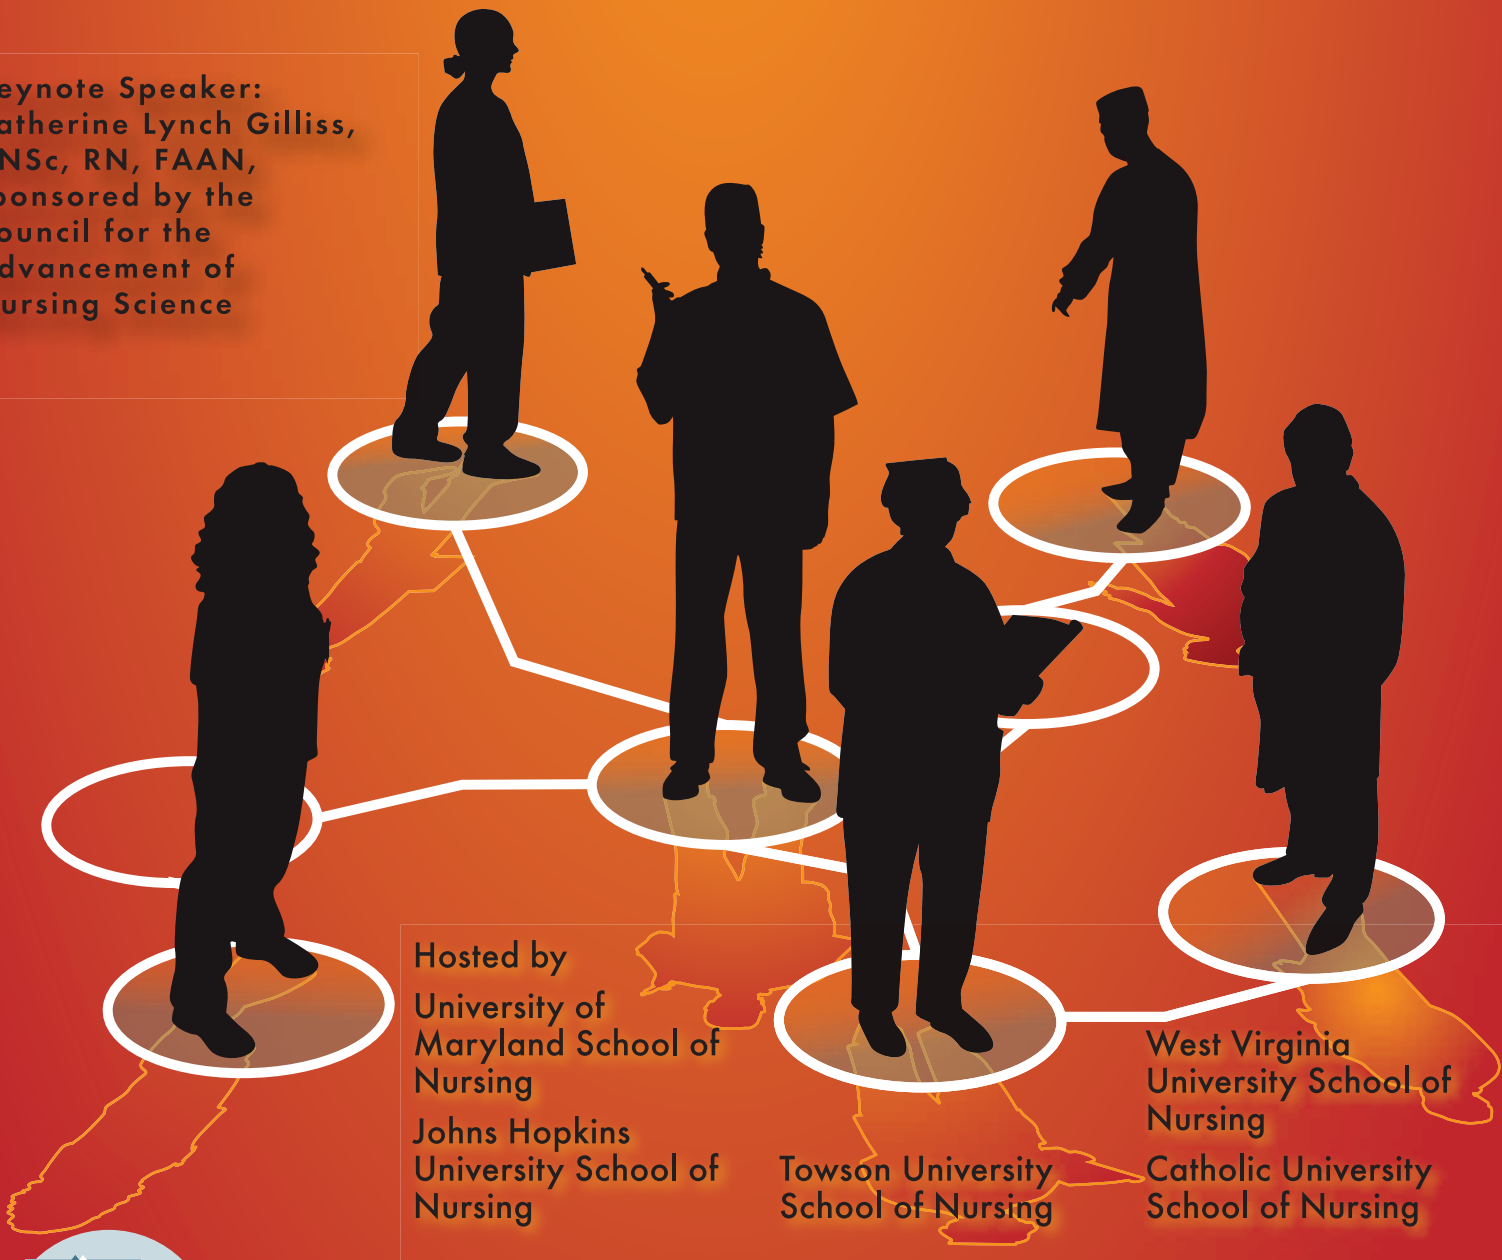 eynote Speaker:
atherine Lynch Gilliss,
NSc, RN, FAAN,
ponsored by the
ouncil for the
dvancement of
ursing Science
Hosted by
University of
Maryland School of
Nursing
Johns Hopkins
University School of
Nursing
Towson University
School of Nursing
West Virginia
University School of
Nursing
Catholic University
School of Nursing